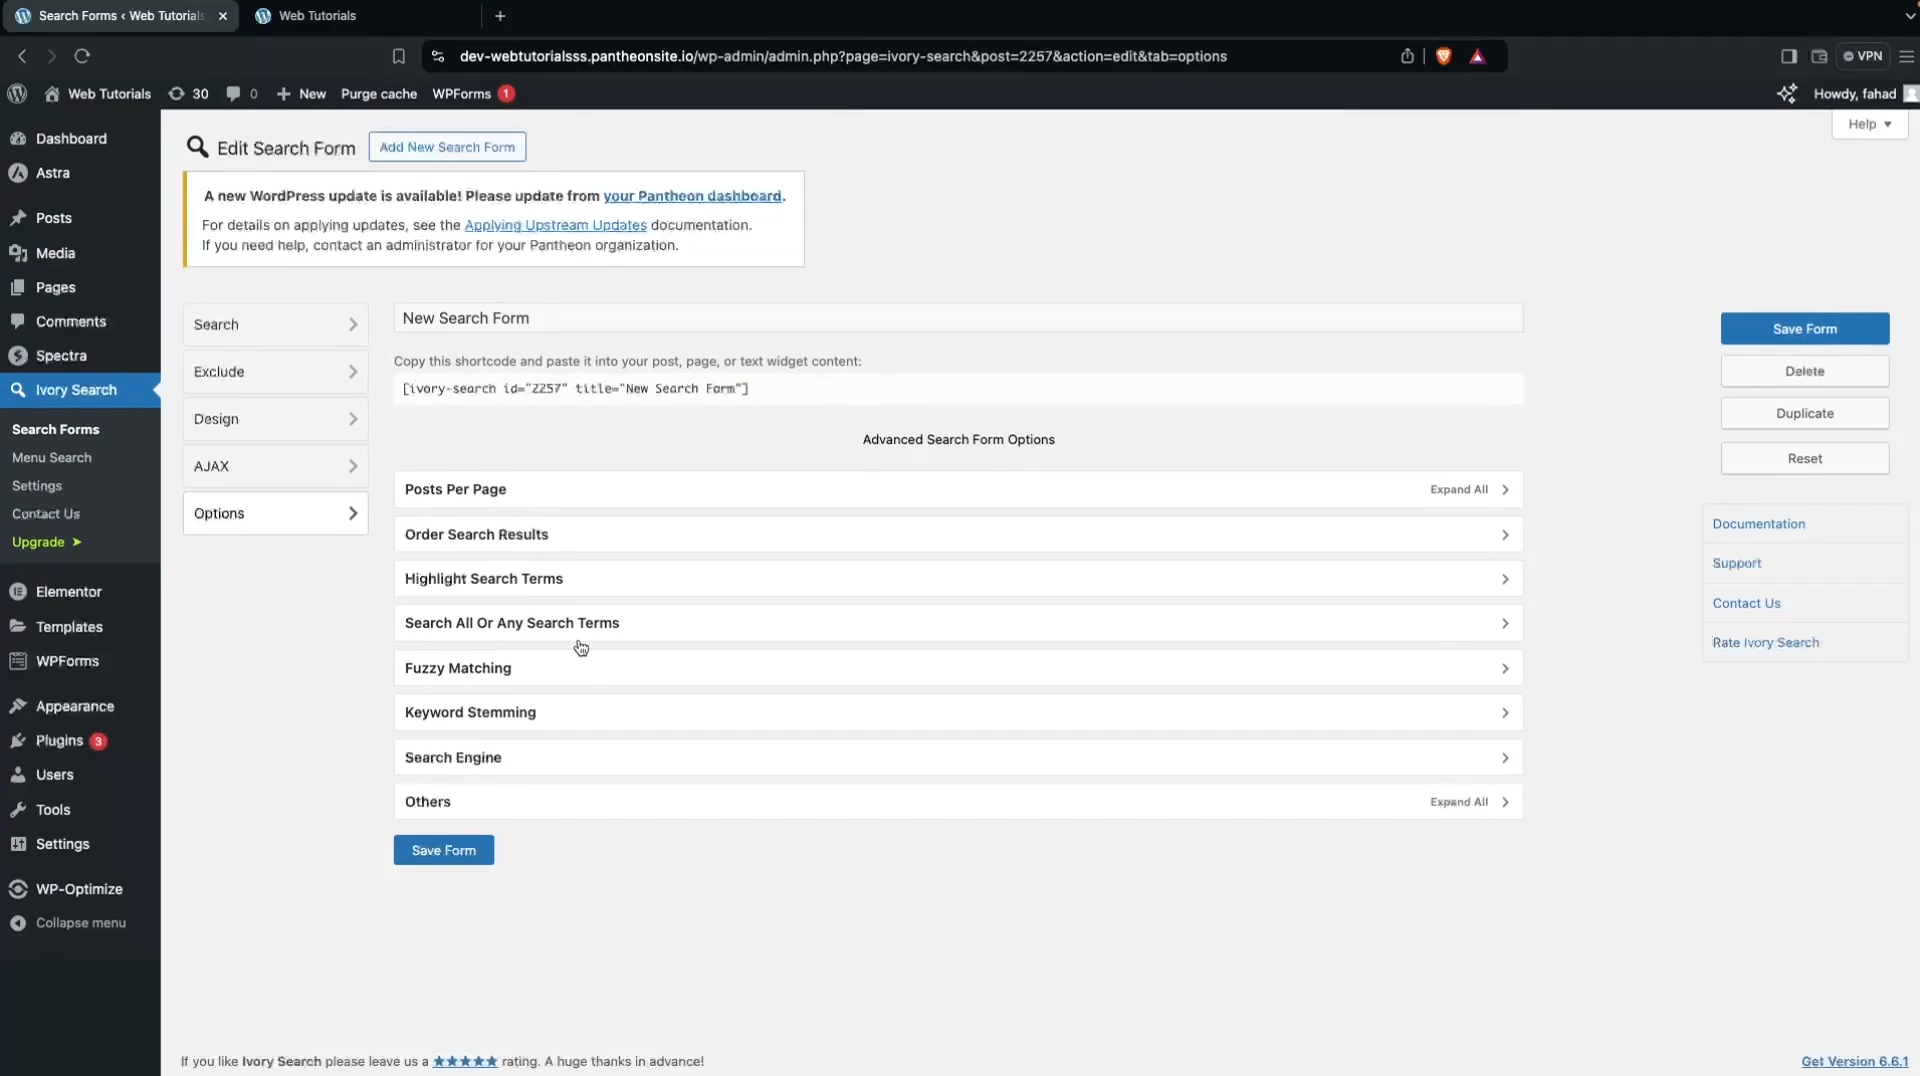 Search Forms ‹ Web Tutorials
Web Tutorials
dev-webtutorialsss.pantheonsite.io/wp-admin/admin.php?page=ivory-search&post=2257&action=edit&tab=options
VPN
Web Tutorials
30
0
New
Purge cache
WPForms 1
Howdy, fahad
Help
Dashboard
Astra
Posts
Media
Pages
Comments
Spectra
Ivory Search
Search Forms
Menu Search
Settings
Contact Us
Upgrade ➤
Elementor
Templates
WPForms
Appearance
Plugins 3
Users
Tools
Settings
WP-Optimize
Collapse menu
Edit Search Form
Add New Search Form
A new WordPress update is available! Please update from your Pantheon dashboard.
For details on applying updates, see the Applying Upstream Updates documentation.
If you need help, contact an administrator for your Pantheon organization.
Search
Exclude
Design
AJAX
Options
New Search Form
Copy this shortcode and paste it into your post, page, or text widget content:
[ivory-search id="2257" title="New Search Form"]
Advanced Search Form Options
Posts Per Page
Expand All
Order Search Results
Highlight Search Terms
Search All Or Any Search Terms
Fuzzy Matching
Keyword Stemming
Search Engine
Others
Expand All
Save Form
Save Form
Delete
Duplicate
Reset
Documentation
Support
Contact Us
Rate Ivory Search
If you like Ivory Search please leave us a ★★★★★ rating. A huge thanks in advance!
Get Version 6.6.1